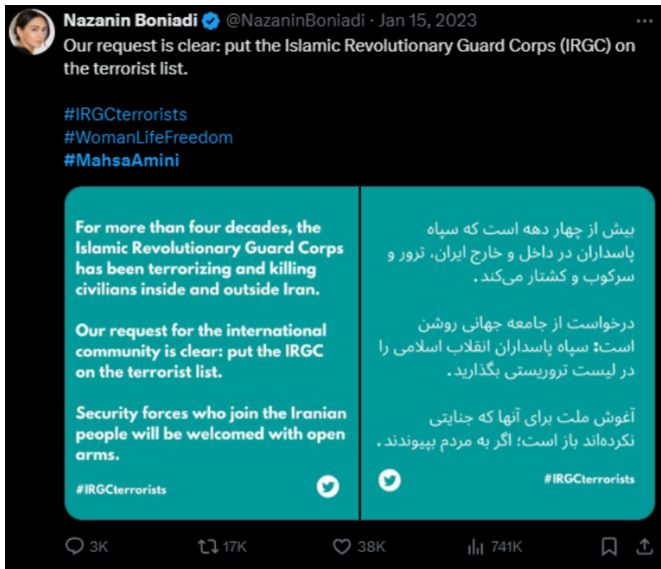 Nazanin Boniadi @NazaninBoniadi · Jan 15, 2023
Our request is clear: put the Islamic Revolutionary Guard Corps (IRGC) on
the terrorist list.
#IRGCterrorists
#WomanLifeFreedom
#MahsaAmini
For more than four decades, the
Islamic Revolutionary Guard Corps
has been terrorizing and killing
civilians inside and outside Iran.
Our request for the international
community is clear: put the IRGC
on the terrorist list.
Security forces who join the Iranian
people will be welcomed with open
arms.
#IRGCterrorists
بیش از چهار دهه است که سپاه
پاسداران در داخل و خارج ایران، ترور و
سرکوب و کشتار می‌کند.
درخواست از جامعه جهانی روشن
است: سپاه پاسداران انقلاب اسلامی را
در لیست تروریستی بگذارید.
آغوش ملت برای آنها که جنایتی
نکرده‌اند باز است؛ اگر به مردم بپیوندند.
#IRGCterrorists
3K 17K 38K 741K